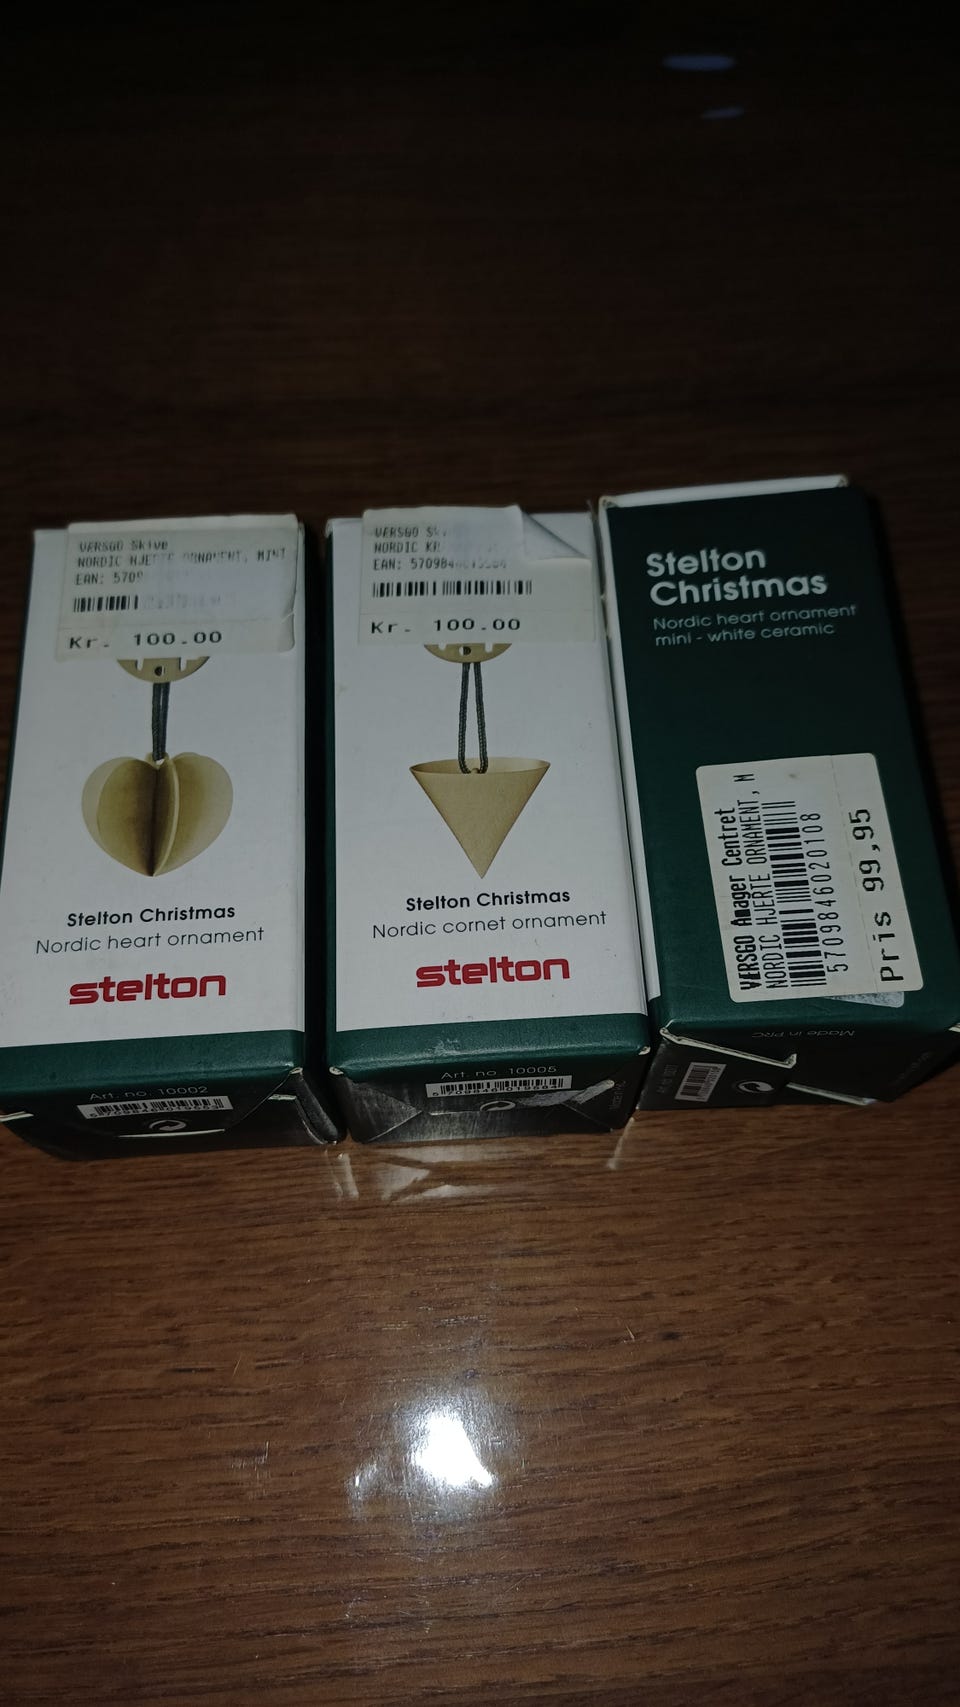 VERSGO Skive
NORDIC HJERTE ORNAMENT, MINI
EAN: 5709
Kr. 100.00
Stelton Christmas
Nordic heart ornament
stelton
Art. no. 10002
VERSGO
NORDIC
EAN: 570984
Kr. 100.00
Stelton Christmas
Nordic cornet ornament
stelton
Art. no. 10005
Stelton
Christmas
Nordic heart ornament
mini - white ceramic
VERSGO Amager Centret
NORDIC HJERTE ORNAMENT, M
5709846020108
Pris 99,95
Made in PRC